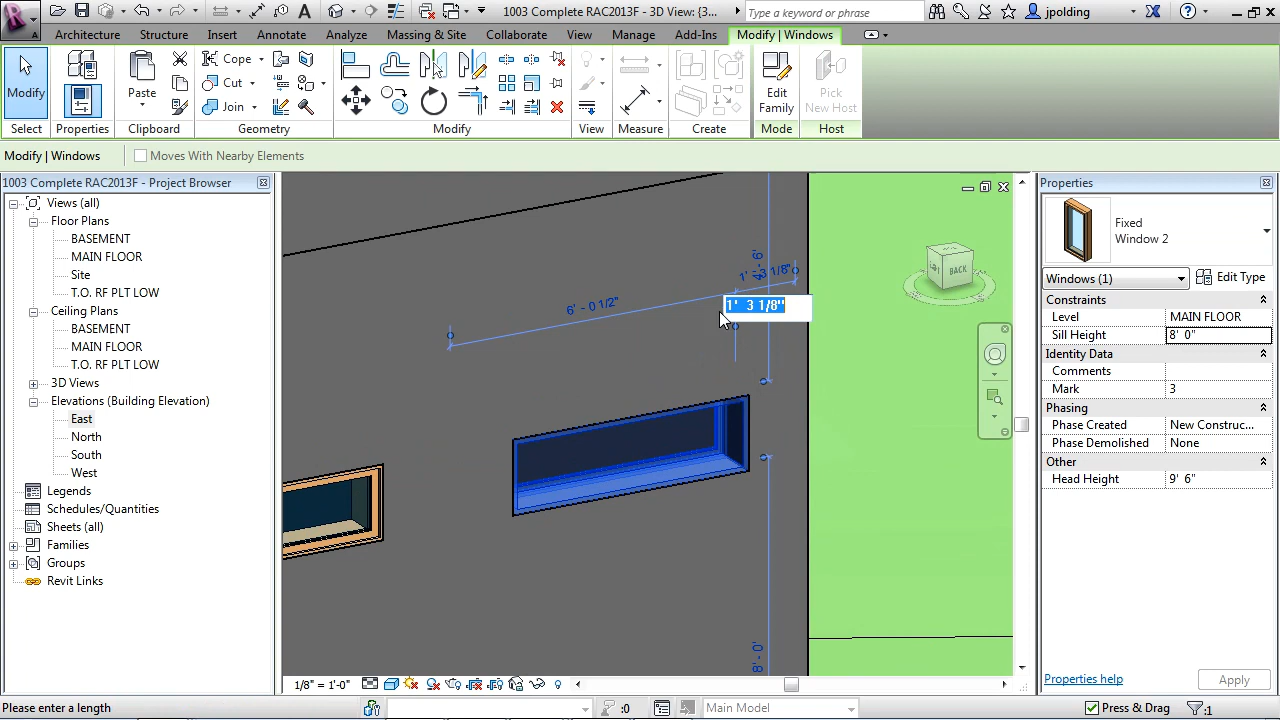 1003 Complete RAC2013F - 3D View: {3...
Type a keyword or phrase
jpolding
Architecture Structure Insert Annotate Analyze Massing & Site Collaborate View Manage Add-Ins Modify | Windows
Modify
Paste
Cope
Cut
Join
Edit Family
Pick New Host
Select Properties Clipboard Geometry Modify View Measure Create Mode Host
Modify | Windows
Moves With Nearby Elements
1003 Complete RAC2013F - Project Browser
Views (all)
Floor Plans
BASEMENT
MAIN FLOOR
Site
T.O. RF PLT LOW
Ceiling Plans
BASEMENT
MAIN FLOOR
T.O. RF PLT LOW
3D Views
Elevations (Building Elevation)
East
North
South
West
Legends
Schedules/Quantities
Sheets (all)
Families
Groups
Revit Links
4' - 6"
1' 3 1/8"
6' - 0 1/2"
1' 3 1/8"
8' - 0"
BACK
Properties
Fixed
Window 2
Windows (1)
Edit Type
Constraints
Level MAIN FLOOR
Sill Height 8' 0"
Identity Data
Comments
Mark 3
Phasing
Phase Created New Construc...
Phase Demolished None
Other
Head Height 9' 6"
Properties help
Apply
1/8" = 1'-0"
Please enter a length
:0
Main Model
Press & Drag
:1